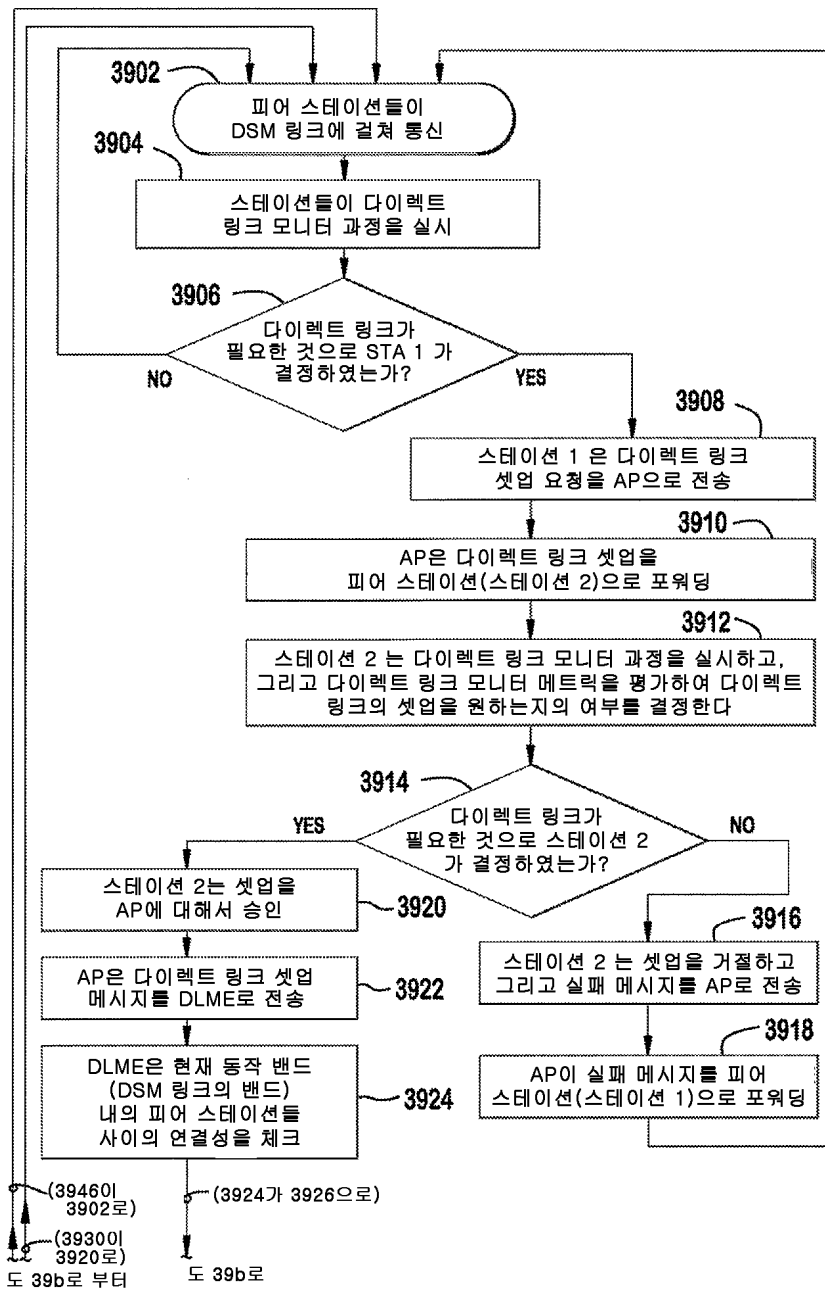 3902
피어 스테이션들이
DSM 링크에 걸쳐 통신
3904
스테이션들이 다이렉트
링크 모니터 과정을 실시
3906
다이렉트 링크가
필요한 것으로 STA 1 가
결정하였는가?
NO
YES
3908
스테이션 1 은 다이렉트 링크
셋업 요청을 AP으로 전송
3910
AP은 다이렉트 링크 셋업을
피어 스테이션(스테이션 2)으로 포워딩
3912
스테이션 2 는 다이렉트 링크 모니터 과정을 실시하고,
그리고 다이렉트 링크 모니터 메트릭을 평가하여 다이렉트
링크의 셋업을 원하는지의 여부를 결정한다
3914
다이렉트 링크가
필요한 것으로 스테이션 2
가 결정하였는가?
YES
NO
스테이션 2는 셋업을
AP에 대해서 승인
3920
3916
스테이션 2 는 셋업을 거절하고
그리고 실패 메시지를 AP로 전송
AP은 다이렉트 링크 셋업
메시지를 DLME로 전송
3922
3918
AP이 실패 메시지를 피어
스테이션(스테이션 1)으로 포워딩
DLME은 현재 동작 밴드
(DSM 링크의 밴드)
내의 피어 스테이션들
사이의 연결성을 체크
3924
(3946이
3902로)
(3924가 3926으로)
(3930이
3920로)
도 39b로 부터
도 39b로